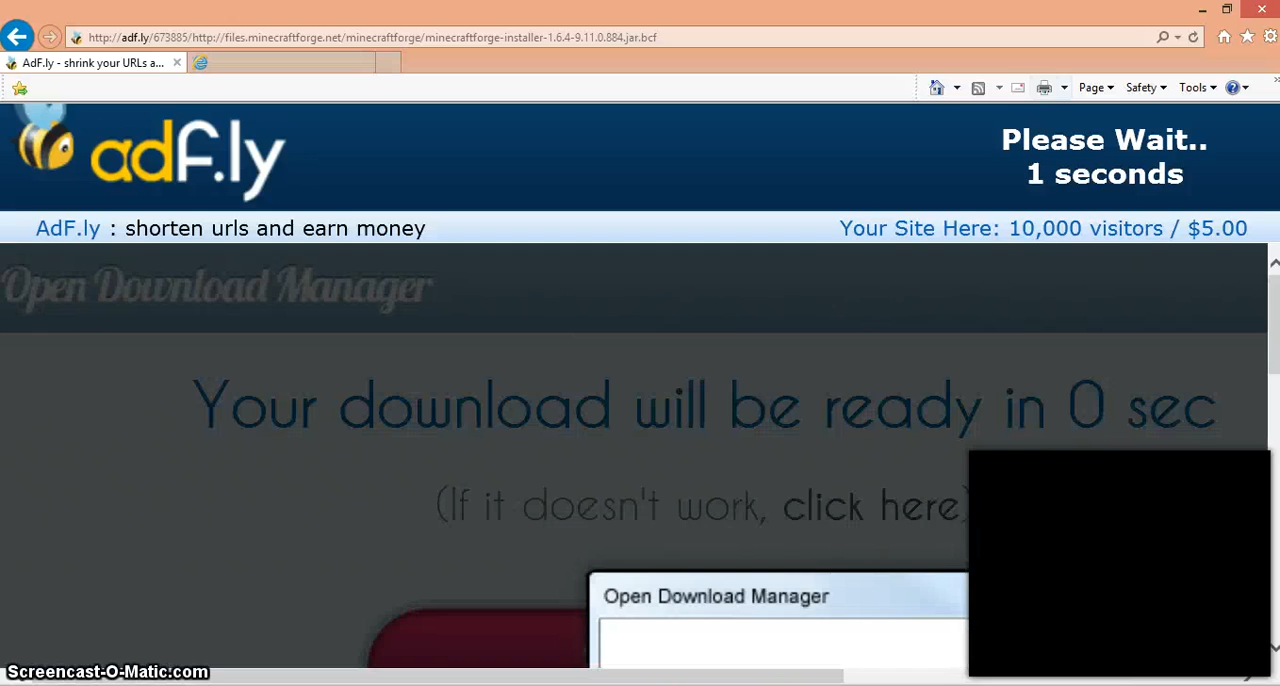 http://adf.ly/673885/http://files.minecraftforge.net/minecraftforge/minecraftforge-installer-1.6.4-9.11.0.884.jar.bcf
AdF.ly - shrink your URLs a...
Page
Safety
Tools
adf.ly
Please Wait..
1 seconds
AdF.ly : shorten urls and earn money
Your Site Here: 10,000 visitors / $5.00
Open Download Manager
Your download will be ready in 0 sec
(If it doesn't work, click here)
Open Download Manager
Screencast-O-Matic.com